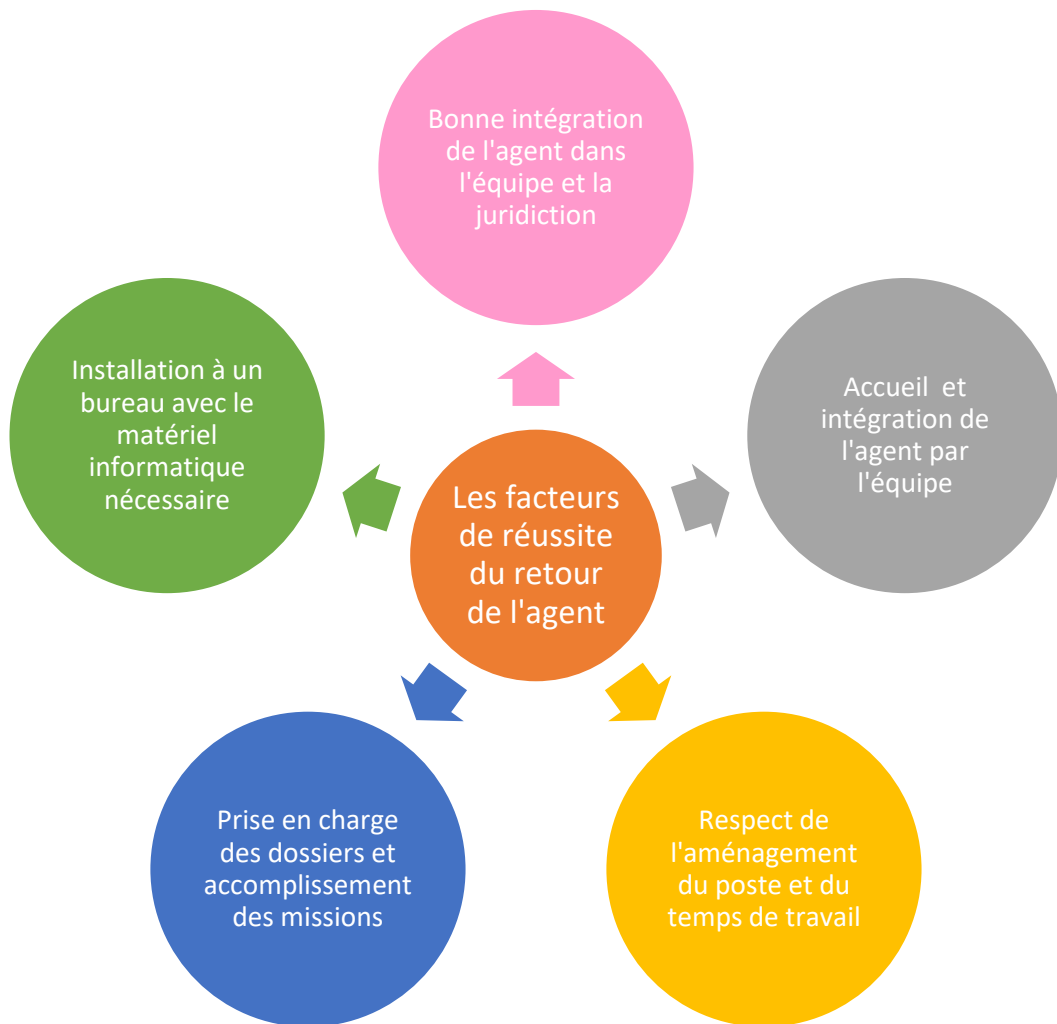 Bonne intégration
de l'agent dans
l'équipe et la
juridiction
Installation à un
bureau avec le
matériel
informatique
nécessaire
Accueil  et
intégration de
l'agent par
l'équipe
Les facteurs
de réussite
du retour
de l'agent
Prise en charge
des dossiers et
accomplissement
des missions
Respect de
l'aménagement
du poste et du
temps de travail